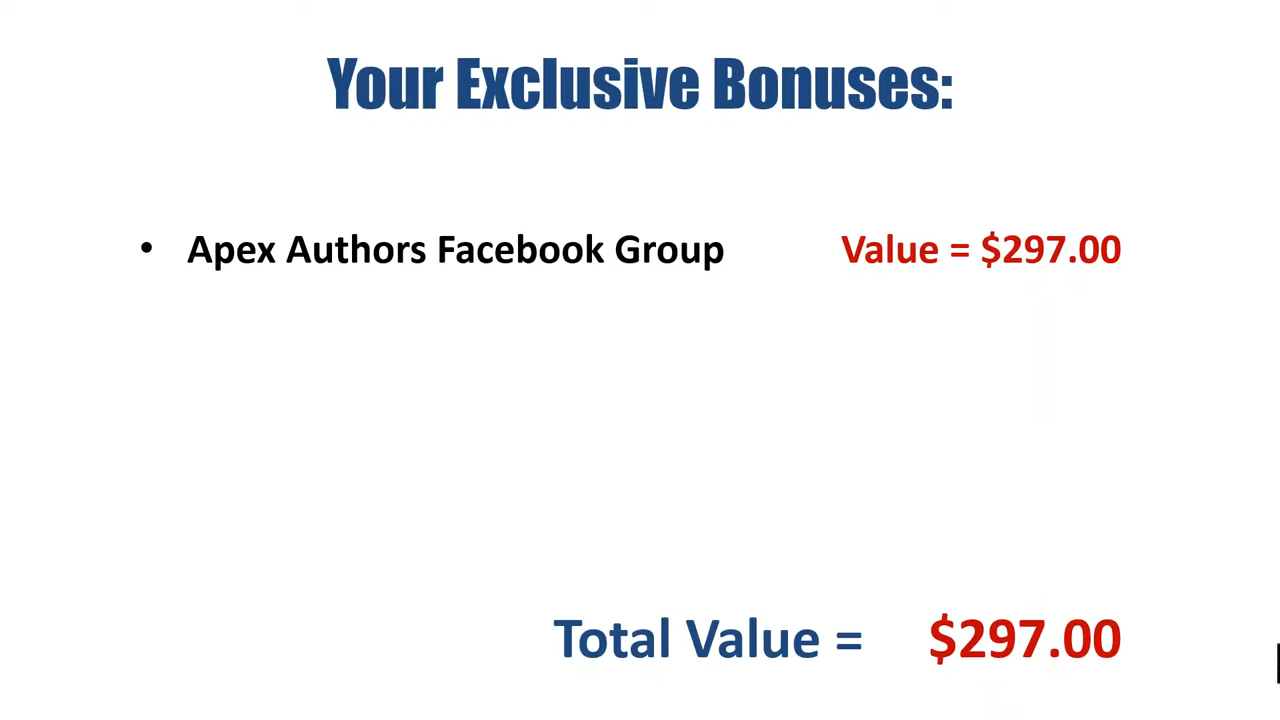 Your Exclusive Bonuses:
• Apex Authors Facebook Group Value = $297.00
Total Value = $297.00